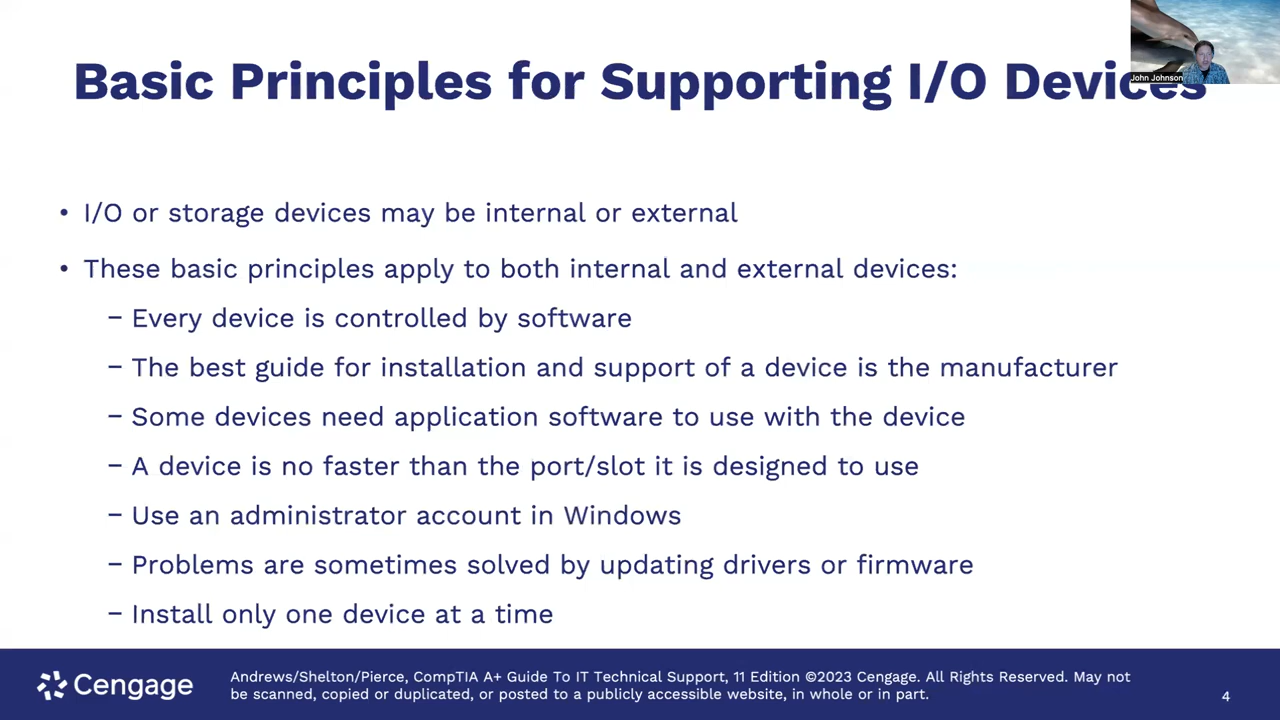 Basic Principles for Supporting I/O Devices
John Johnson
• I/O or storage devices may be internal or external
• These basic principles apply to both internal and external devices:
– Every device is controlled by software
– The best guide for installation and support of a device is the manufacturer
– Some devices need application software to use with the device
– A device is no faster than the port/slot it is designed to use
– Use an administrator account in Windows
– Problems are sometimes solved by updating drivers or firmware
– Install only one device at a time
Cengage
Andrews/Shelton/Pierce, CompTIA A+ Guide To IT Technical Support, 11 Edition ©2023 Cengage. All Rights Reserved. May not
be scanned, copied or duplicated, or posted to a publicly accessible website, in whole or in part.
4